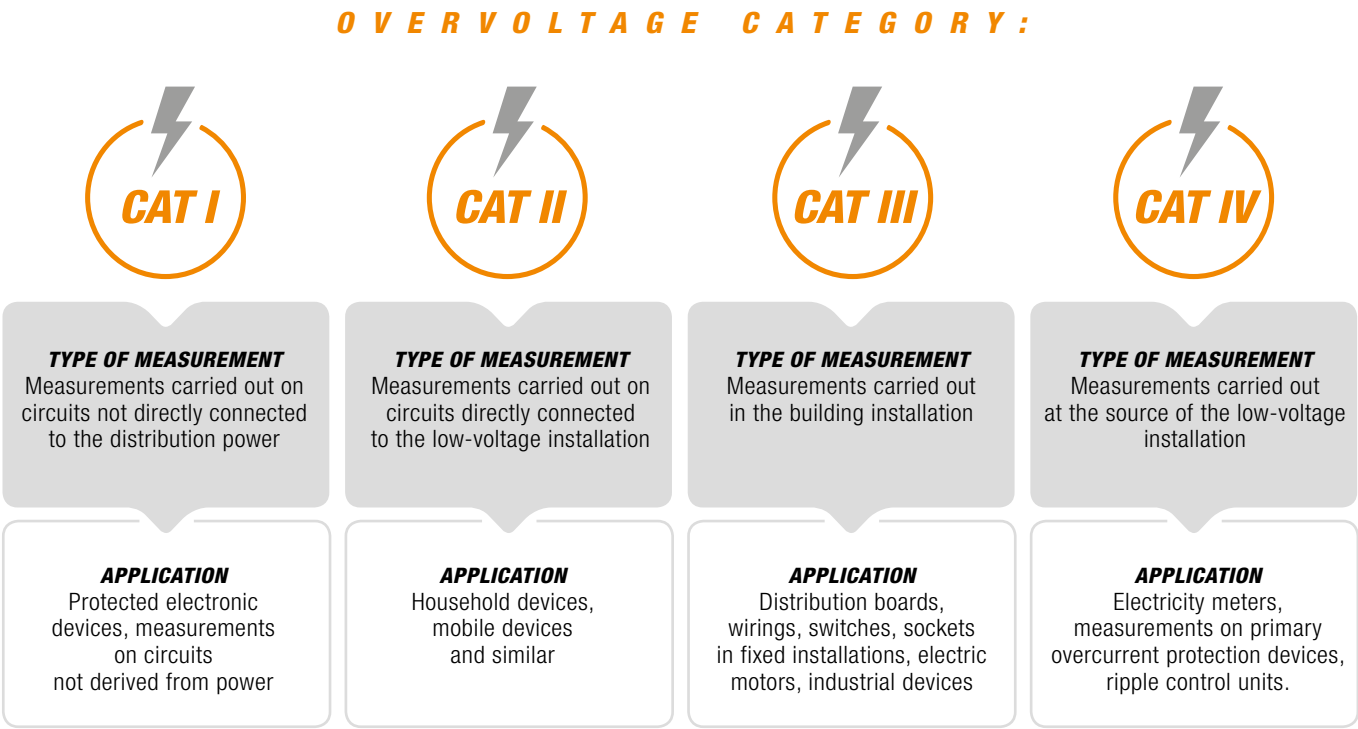 OVERVOLTAGE CATEGORY:
CAT I
TYPE OF MEASUREMENT
Measurements carried out on
circuits not directly connected
to the distribution power
APPLICATION
Protected electronic
devices, measurements
on circuits
not derived from power
CAT II
TYPE OF MEASUREMENT
Measurements carried out on
circuits directly connected
to the low-voltage installation
APPLICATION
Household devices,
mobile devices
and similar
CAT III
TYPE OF MEASUREMENT
Measurements carried out
in the building installation
APPLICATION
Distribution boards,
wirings, switches, sockets
in fixed installations, electric
motors, industrial devices
CAT IV
TYPE OF MEASUREMENT
Measurements carried out
at the source of the low-voltage
installation
APPLICATION
Electricity meters,
measurements on primary
overcurrent protection devices,
ripple control units.